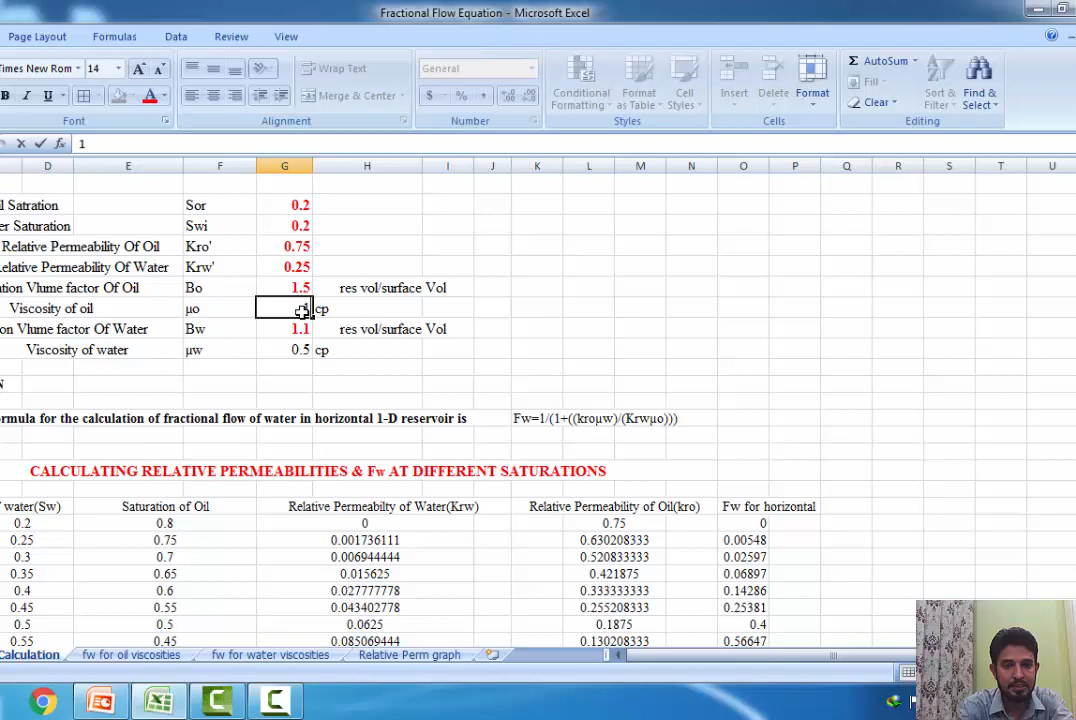 Fractional Flow Equation - Microsoft Excel
Page Layout Formulas Data Review View
Times New Rom 14 A A Wrap Text General AutoSum
B I U A Merge & Center $ % , Conditional Formatting Format as Table Cell Styles Insert Delete Format Fill Clear Sort & Filter Find & Select
Font Alignment Number Styles Cells Editing
fx 1
D E F G H I J K L M N O P Q R S T U
Satration Sor 0.2
Saturation Swi 0.2
Relative Permeability Of Oil Kro' 0.75
Relative Permeability Of Water Krw' 0.25
Vlume factor Of Oil Bo 1.5 res vol/surface Vol
Viscosity of oil μo cp
Vlume factor Of Water Bw 1.1 res vol/surface Vol
Viscosity of water μw 0.5 cp
N
for the calculation of fractional flow of water in horizontal 1-D reservoir is Fw=1/(1+((kroμw)/(Krwμo)))
CALCULATING RELATIVE PERMEABILITIES & Fw AT DIFFERENT SATURATIONS
water(Sw) Saturation of Oil Relative Permeabilty of Water(Krw) Relative Permeability of Oil(kro) Fw for horizontal
0.2 0.8 0 0.75 0
0.25 0.75 0.001736111 0.630208333 0.00548
0.3 0.7 0.006944444 0.520833333 0.02597
0.35 0.65 0.015625 0.421875 0.06897
0.4 0.6 0.027777778 0.333333333 0.14286
0.45 0.55 0.043402778 0.255208333 0.25381
0.5 0.5 0.0625 0.1875 0.4
0.55 0.45 0.085069444 0.130208333 0.56647
Calculation fw for oil viscosities fw for water viscosities Relative Perm graph